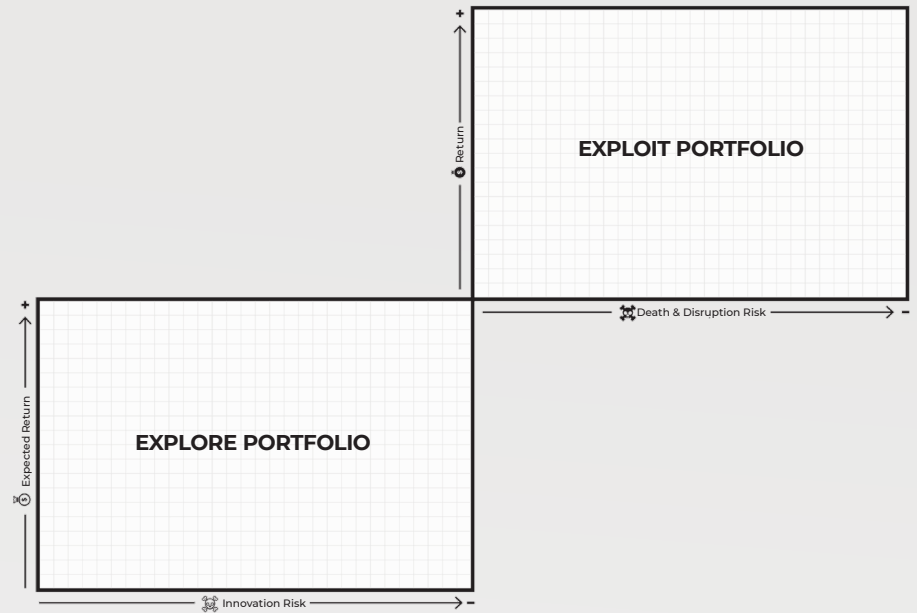 +
Return
EXPLOIT PORTFOLIO
Death & Disruption Risk
-
+
Expected Return
EXPLORE PORTFOLIO
Innovation Risk
-